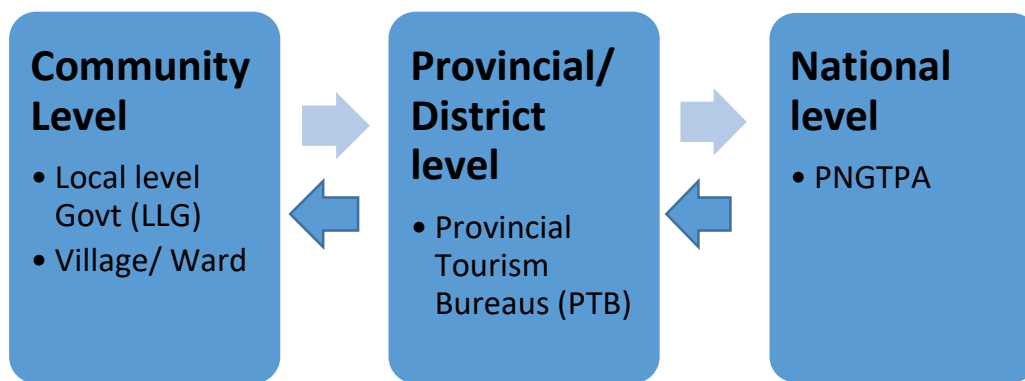 Community
Level
• Local level
Govt (LLG)
• Village/ Ward
Provincial/
District
level
• Provincial
Tourism
Bureaus (PTB)
National
level
• PNGTPA